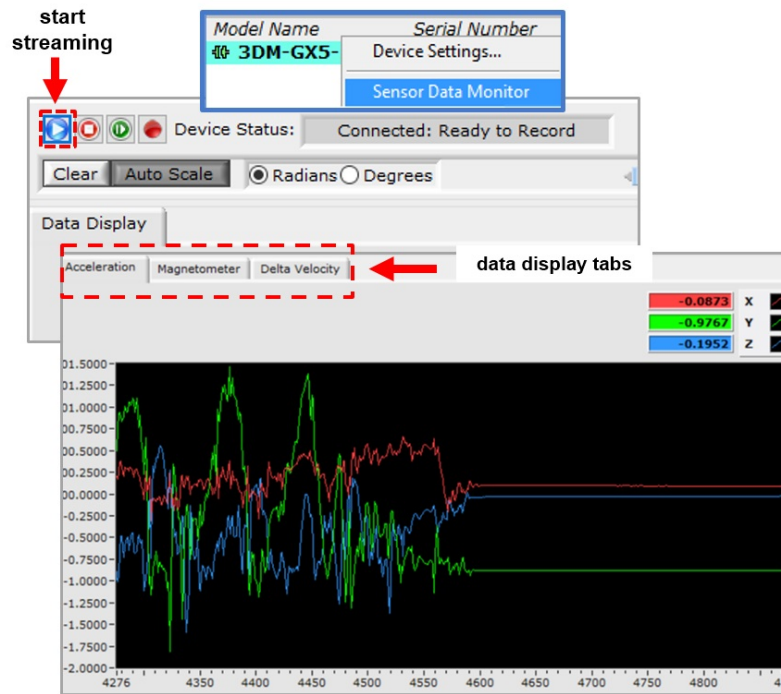 start
streaming
Model Name Serial Number
3DM-GX5-
Device Settings...
Sensor Data Monitor
Device Status: Connected: Ready to Record
Clear Auto Scale Radians Degrees
Data Display
Acceleration Magnetometer Delta Velocity
data display tabs
-0.0873 X
-0.9767 Y
-0.1952 Z
01.5000
01.2500
01.0000
00.7500
00.5000
00.2500
00.0000
-0.2500
-0.5000
-0.7500
-1.0000
-1.2500
-1.5000
-1.7500
-2.0000
4276 4350 4400 4450 4500 4550 4600 4650 4700 4750 4800